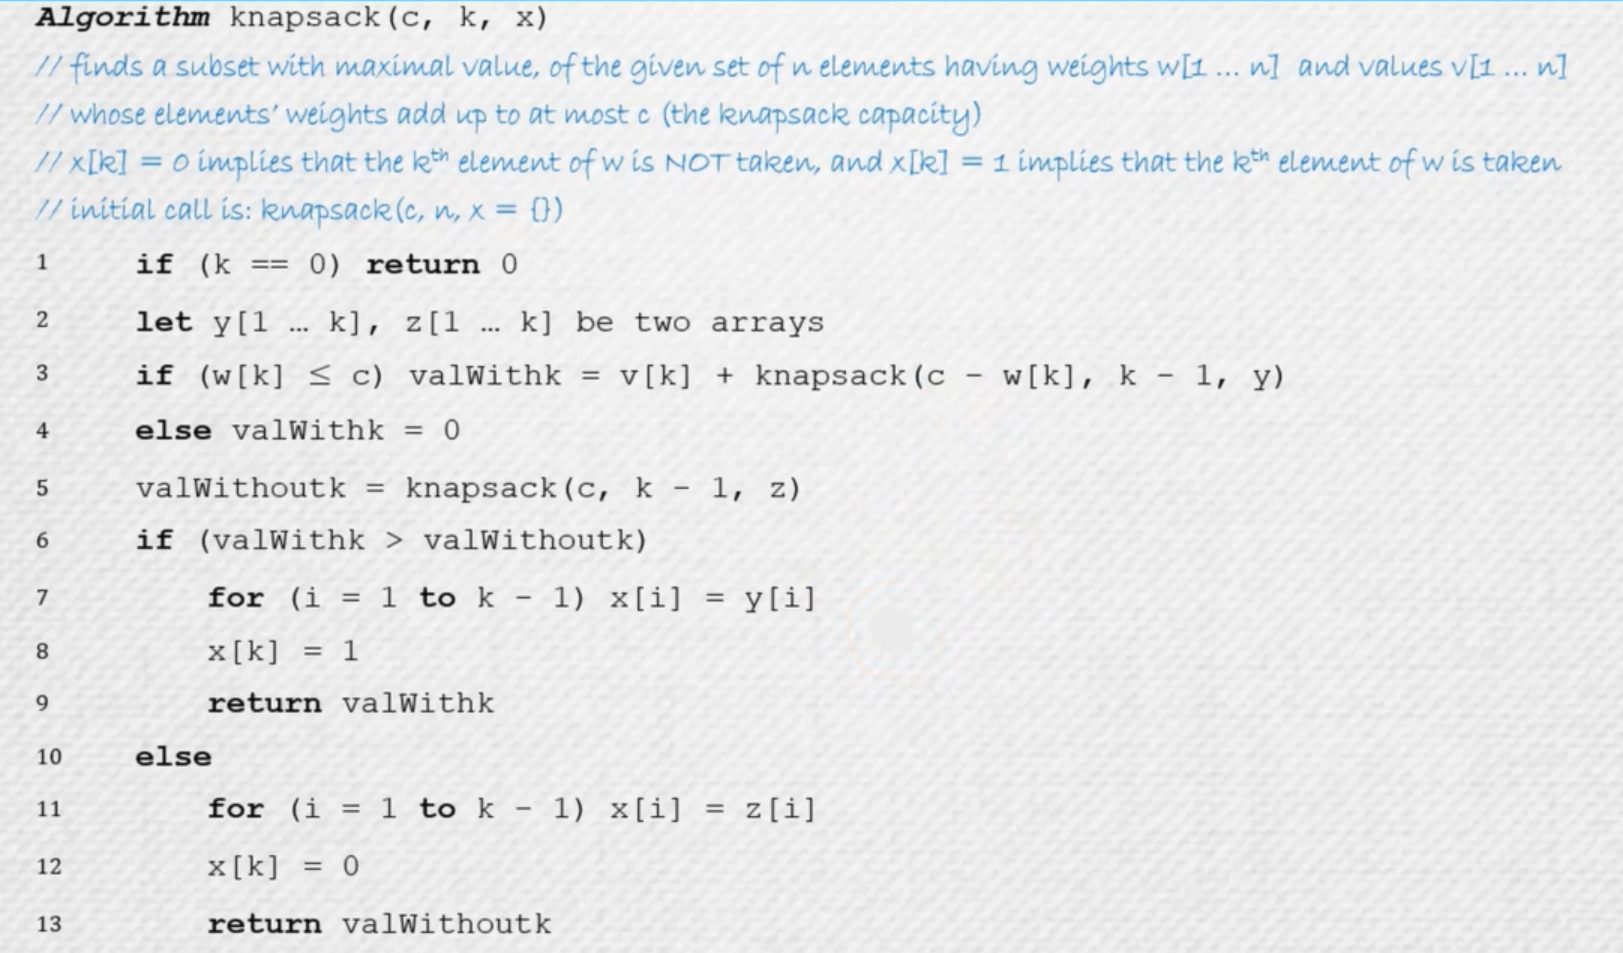 Algorithm knapsack(c, k, x)
// finds a subset with maximal value, of the given set of n elements having weights w[1 … n] and values v[1 … n]
// whose elements' weights add up to at most c (the knapsack capacity)
// x[k] = 0 implies that the kᵗʰ element of w is NOT taken, and x[k] = 1 implies that the kᵗʰ element of w is taken
// initial call is: knapsack(c, n, x = {})
1 if (k == 0) return 0
2 let y[1 … k], z[1 … k] be two arrays
3 if (w[k] ≤ c) valWithk = v[k] + knapsack(c - w[k], k - 1, y)
4 else valWithk = 0
5 valWithoutk = knapsack(c, k - 1, z)
6 if (valWithk > valWithoutk)
7 for (i = 1 to k - 1) x[i] = y[i]
8 x[k] = 1
9 return valWithk
10 else
11 for (i = 1 to k - 1) x[i] = z[i]
12 x[k] = 0
13 return valWithoutk